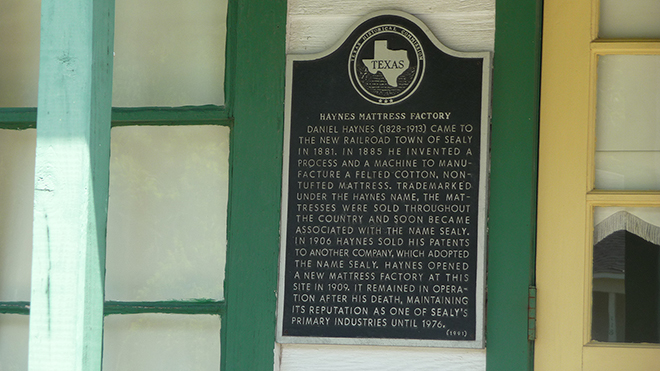 TEXAS HISTORICAL COMMISSION
TEXAS
HAYNES MATTRESS FACTORY
DANIEL HAYNES (1828-1913) CAME TO
THE NEW RAILROAD TOWN OF SEALY
IN 1881. IN 1885 HE INVENTED A
PROCESS AND A MACHINE TO MANU-
FACTURE A FELTED COTTON, NON-
TUFTED MATTRESS. TRADEMARKED
UNDER THE HAYNES NAME, THE MAT-
TRESSES WERE SOLD THROUGHOUT
THE COUNTRY AND SOON BECAME
ASSOCIATED WITH THE NAME SEALY.
IN 1906 HAYNES SOLD HIS PATENTS
TO ANOTHER COMPANY, WHICH ADOPTED
THE NAME SEALY. HAYNES OPENED
A NEW MATTRESS FACTORY AT THIS
SITE IN 1909. IT REMAINED IN OPERA-
TION AFTER HIS DEATH, MAINTAINING
ITS REPUTATION AS ONE OF SEALY'S
PRIMARY INDUSTRIES UNTIL 1976.
(1991)